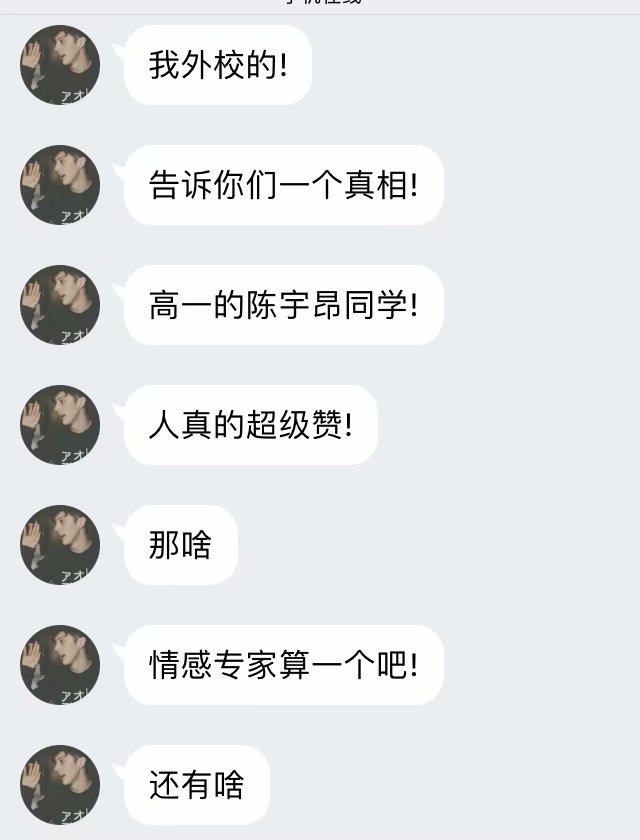 我外校的!
告诉你们一个真相!
高一的陈宇昂同学!
人真的超级赞!
那啥
情感专家算一个吧!
还有啥